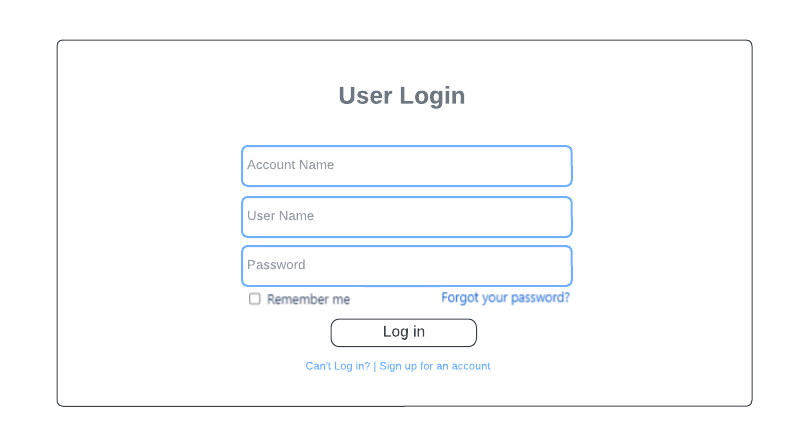 User Login
Account Name
User Name
Password
Remember me Forgot your password?
Log in
Can't Log in? | Sign up for an account